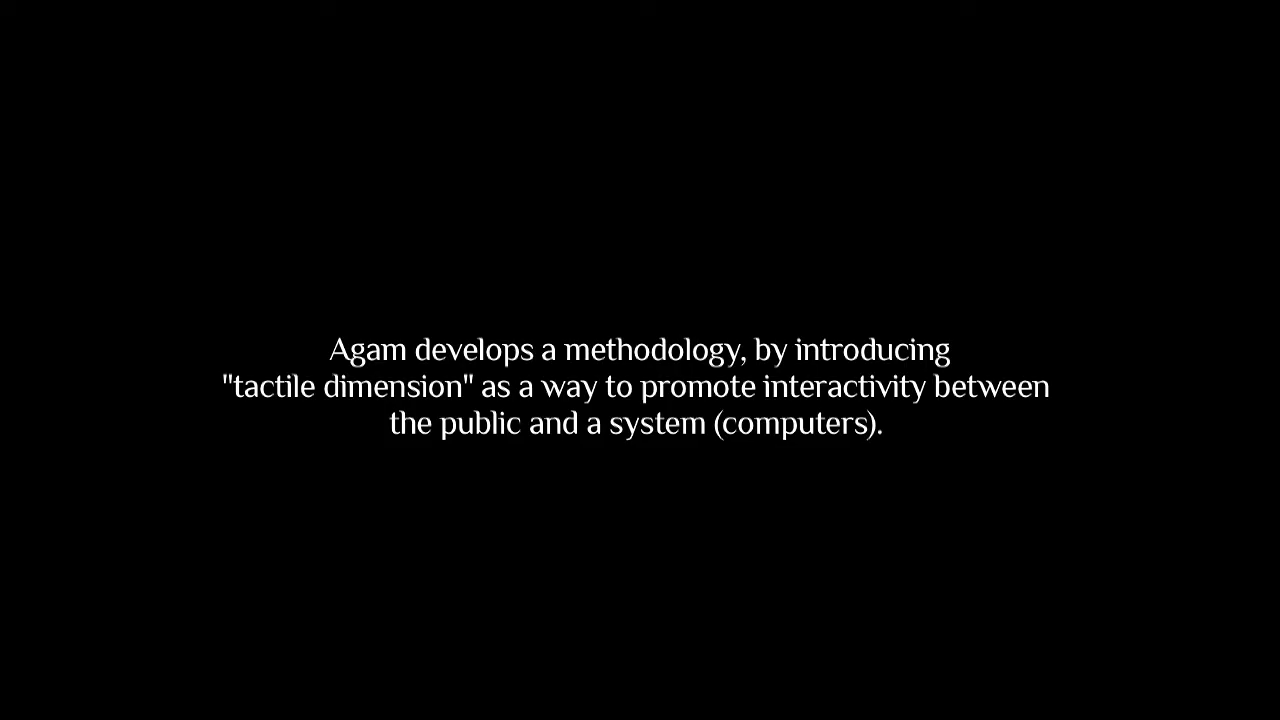 Agam develops a methodology, by introducing
"tactile dimension" as a way to promote interactivity between
the public and a system (computers).